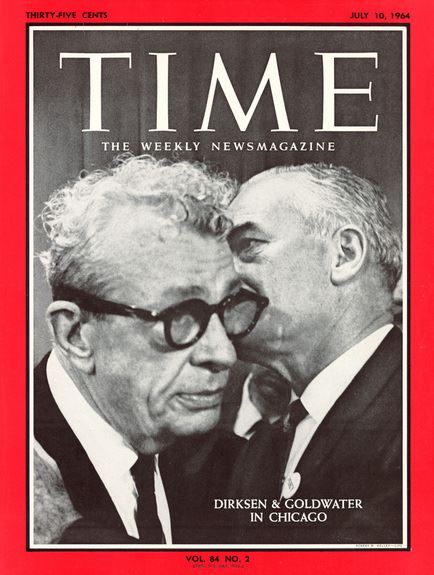 THIRTY-FIVE CENTS
JULY 10, 1964
TIME
THE WEEKLY NEWSMAGAZINE
DIRKSEN & GOLDWATER
IN CHICAGO
VOL. 84 NO. 2